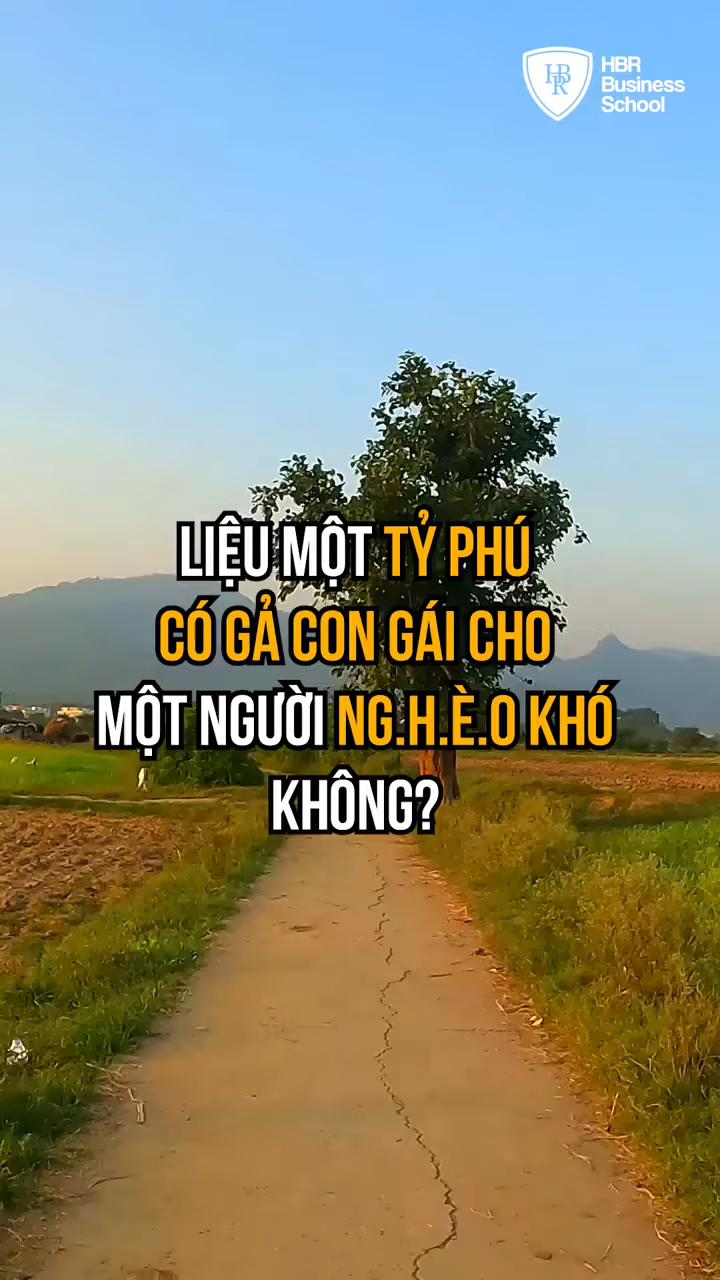 HBR
Business
School
LIỆU MỘT TỶ PHÚ
CÓ GẢ CON GÁI CHO
MỘT NGƯỜI NG.H.È.O KHÓ
KHÔNG?